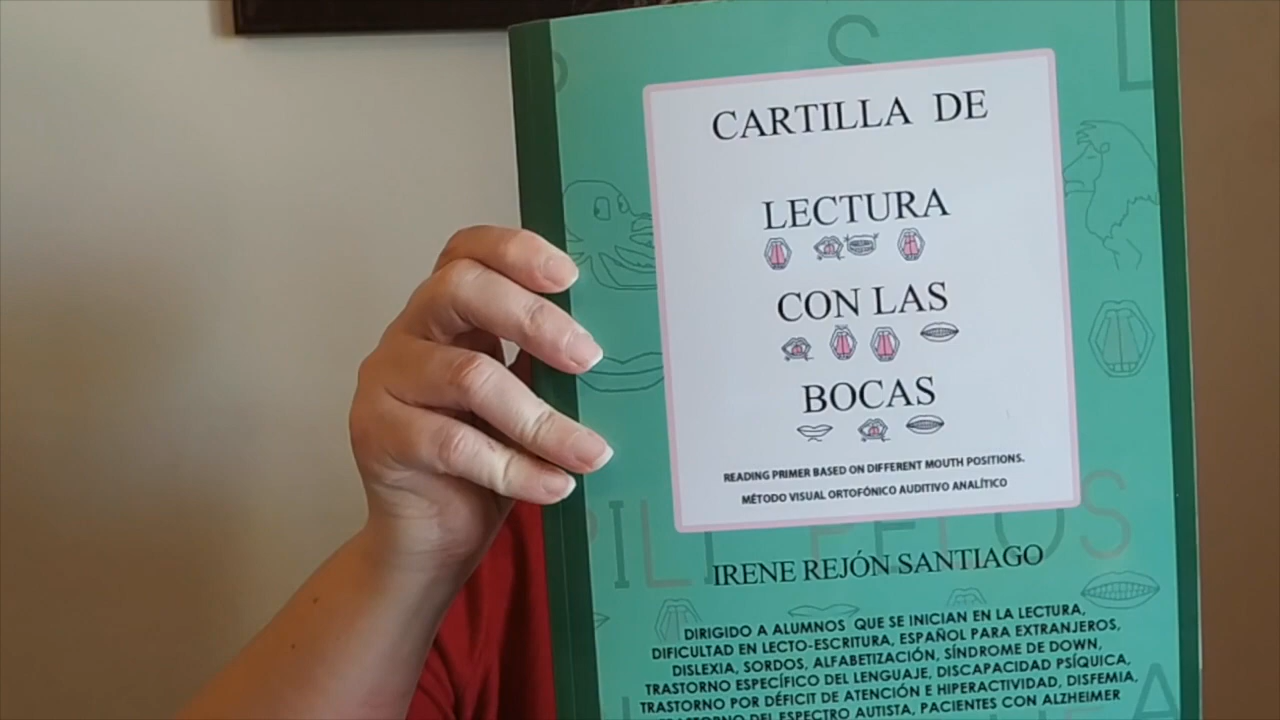 CARTILLA DE
LECTURA
CON LAS
BOCAS
READING PRIMER BASED ON DIFFERENT MOUTH POSITIONS.
MÉTODO VISUAL ORTOFÓNICO AUDITIVO ANALÍTICO
IRENE REJÓN SANTIAGO
DIRIGIDO A ALUMNOS QUE SE INICIAN EN LA LECTURA,
DIFICULTAD EN LECTO-ESCRITURA, ESPAÑOL PARA EXTRANJEROS,
DISLEXIA, SORDOS, ALFABETIZACIÓN, SÍNDROME DE DOWN,
TRASTORNO ESPECÍFICO DEL LENGUAJE, DISCAPACIDAD PSÍQUICA,
TRASTORNO POR DÉFICIT DE ATENCIÓN E HIPERACTIVIDAD, DISFEMIA,
TRASTORNO DEL ESPECTRO AUTISTA, PACIENTES CON ALZHEIMER